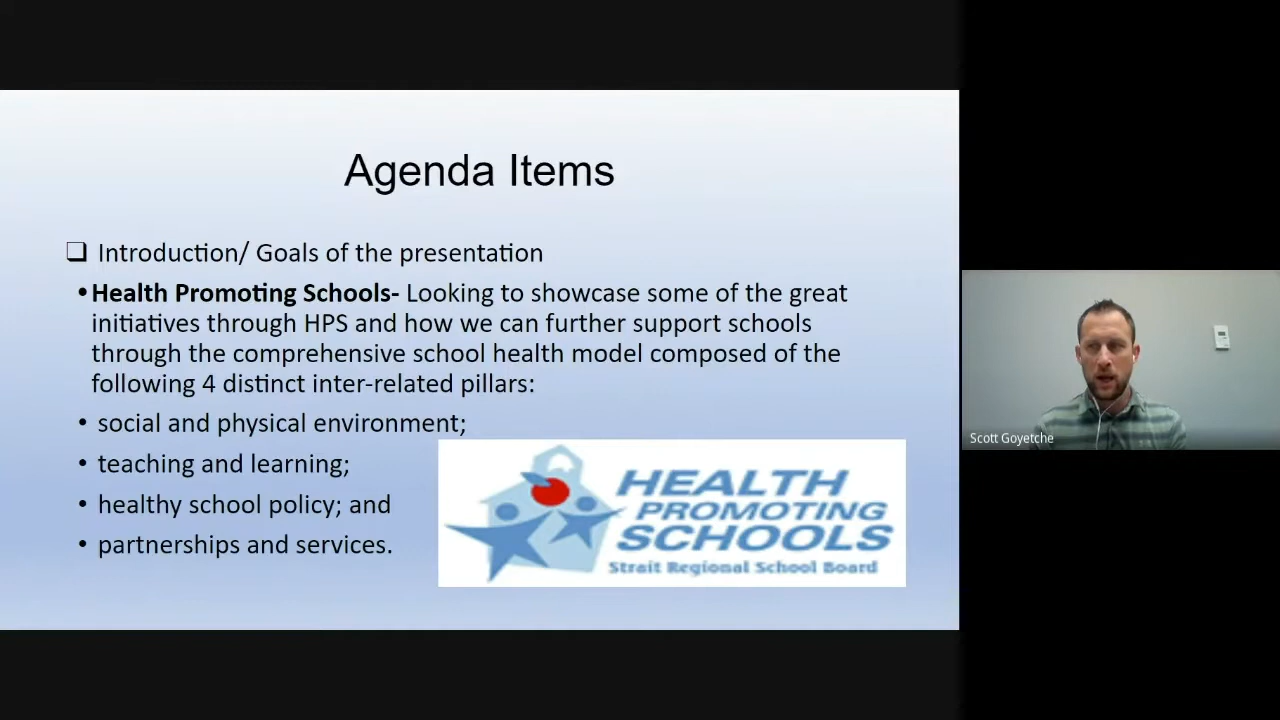 Agenda Items
❑ Introduction/ Goals of the presentation
•Health Promoting Schools- Looking to showcase some of the great
initiatives through HPS and how we can further support schools
through the comprehensive school health model composed of the
following 4 distinct inter-related pillars:
• social and physical environment;
• teaching and learning;
• healthy school policy; and
• partnerships and services.
HEALTH
PROMOTING
SCHOOLS
Strait Regional School Board
Scott Goyetche